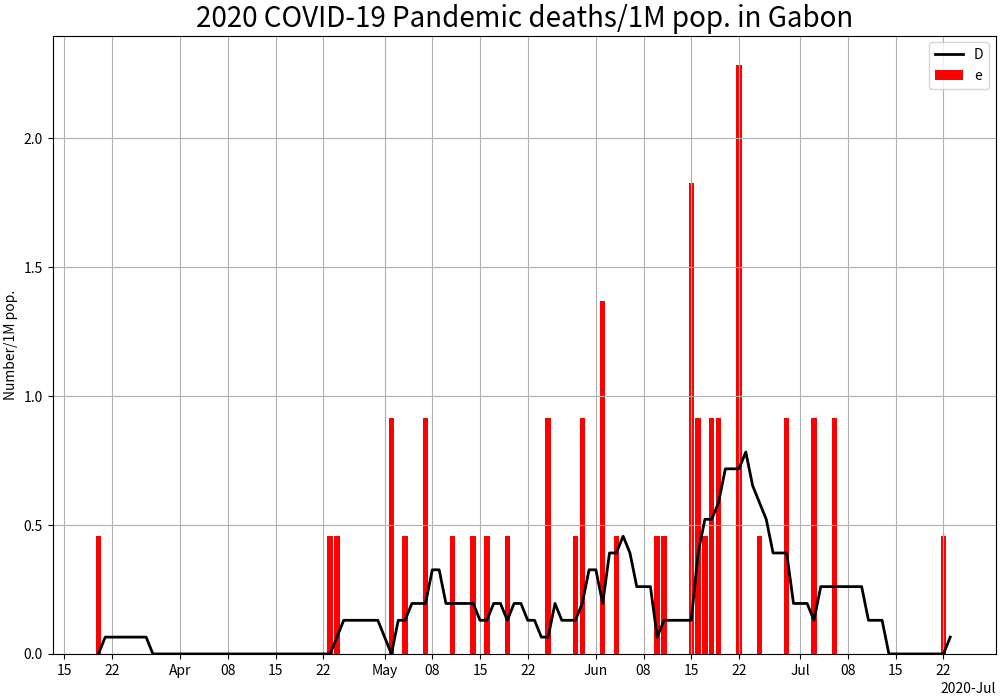 2020 COVID-19 Pandemic deaths/1M pop. in Gabon
D
e
Number/1M pop.
2.0
1.5
1.0
0.5
0.0
15 22 Apr 08 15 22 May 08 15 22 Jun 08 15 22 Jul 08 15 22
2020-Jul